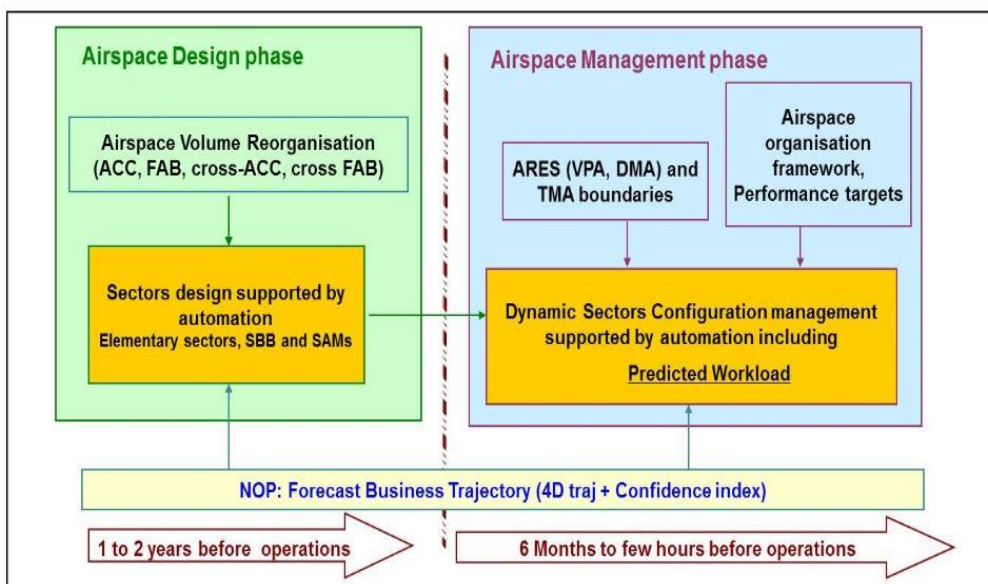 Airspace Design phase
Airspace Volume Reorganisation
(ACC, FAB, cross-ACC, cross FAB)
Sectors design supported by
automation
Elementary sectors, SBB and SAMs
Airspace Management phase
ARES (VPA, DMA) and
TMA boundaries
Airspace
organisation
framework,
Performance targets
Dynamic Sectors Configuration management
supported by automation including
Predicted Workload
NOP: Forecast Business Trajectory (4D traj + Confidence index)
1 to 2 years before operations
6 Months to few hours before operations